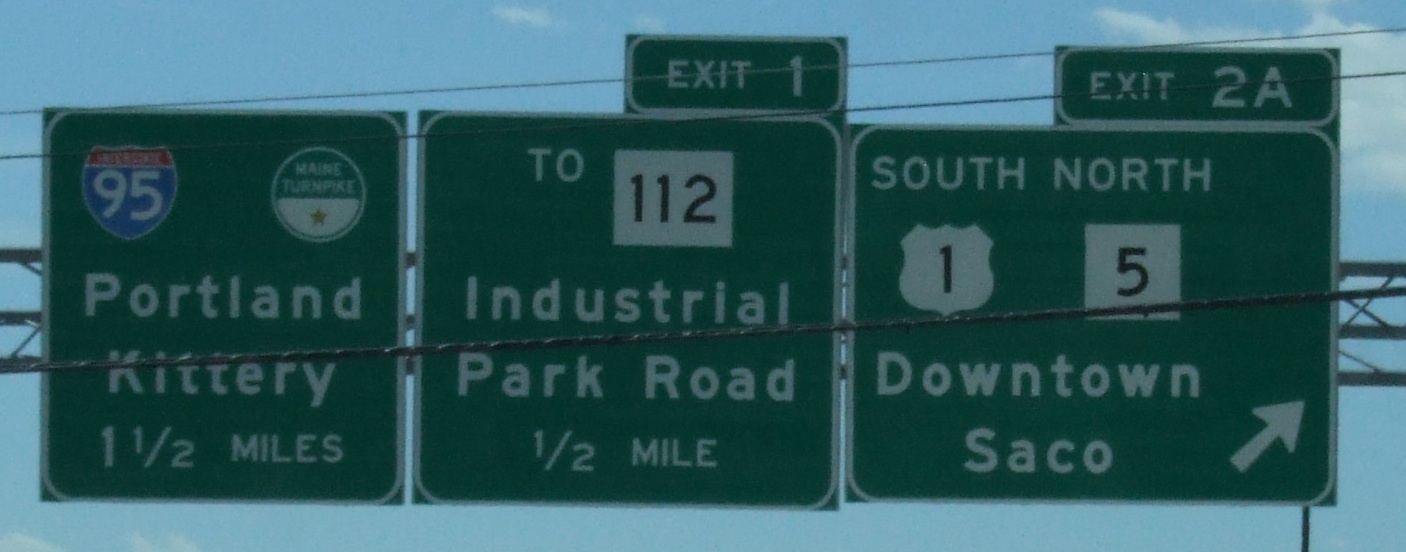 INTERSTATE
95
MAINE
TURNPIKE
Portland
Kittery
1 1/2 MILES
EXIT 1
TO 112
Industrial
Park Road
1/2 MILE
EXIT 2A
SOUTH NORTH
1 5
Downtown
Saco